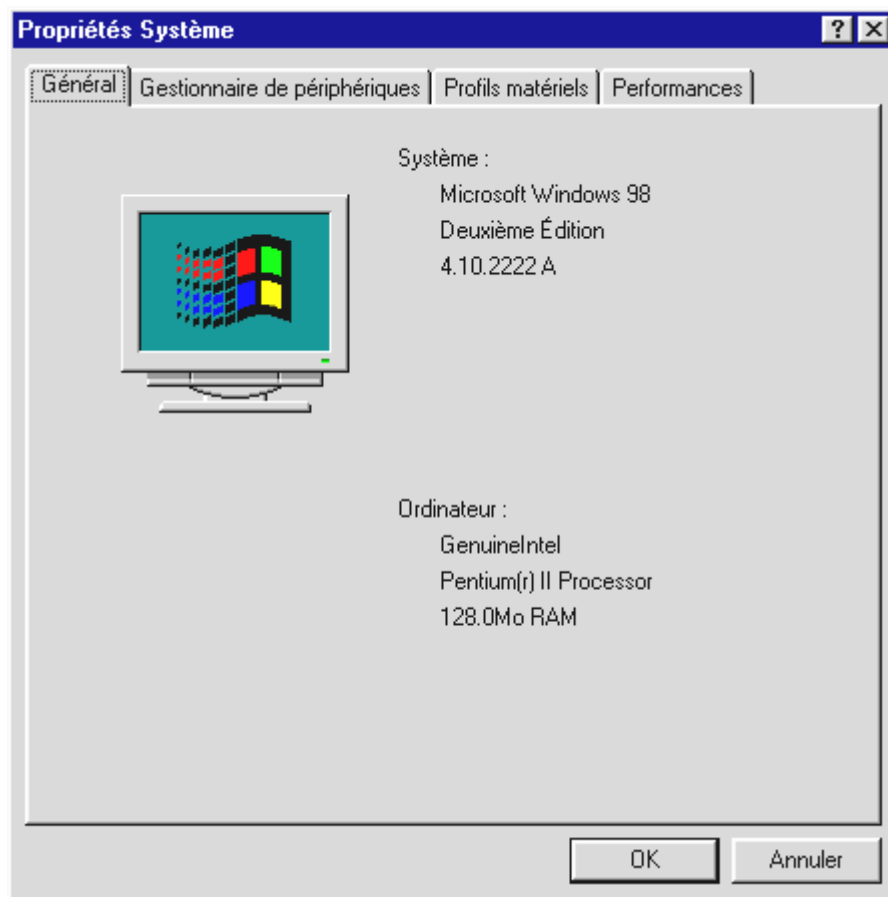 Propriétés Système
Général Gestionnaire de périphériques Profils matériels Performances
Système :
Microsoft Windows 98
Deuxième Édition
4.10.2222 A
Ordinateur :
GenuineIntel
Pentium(r) II Processor
128.0Mo RAM
OK Annuler